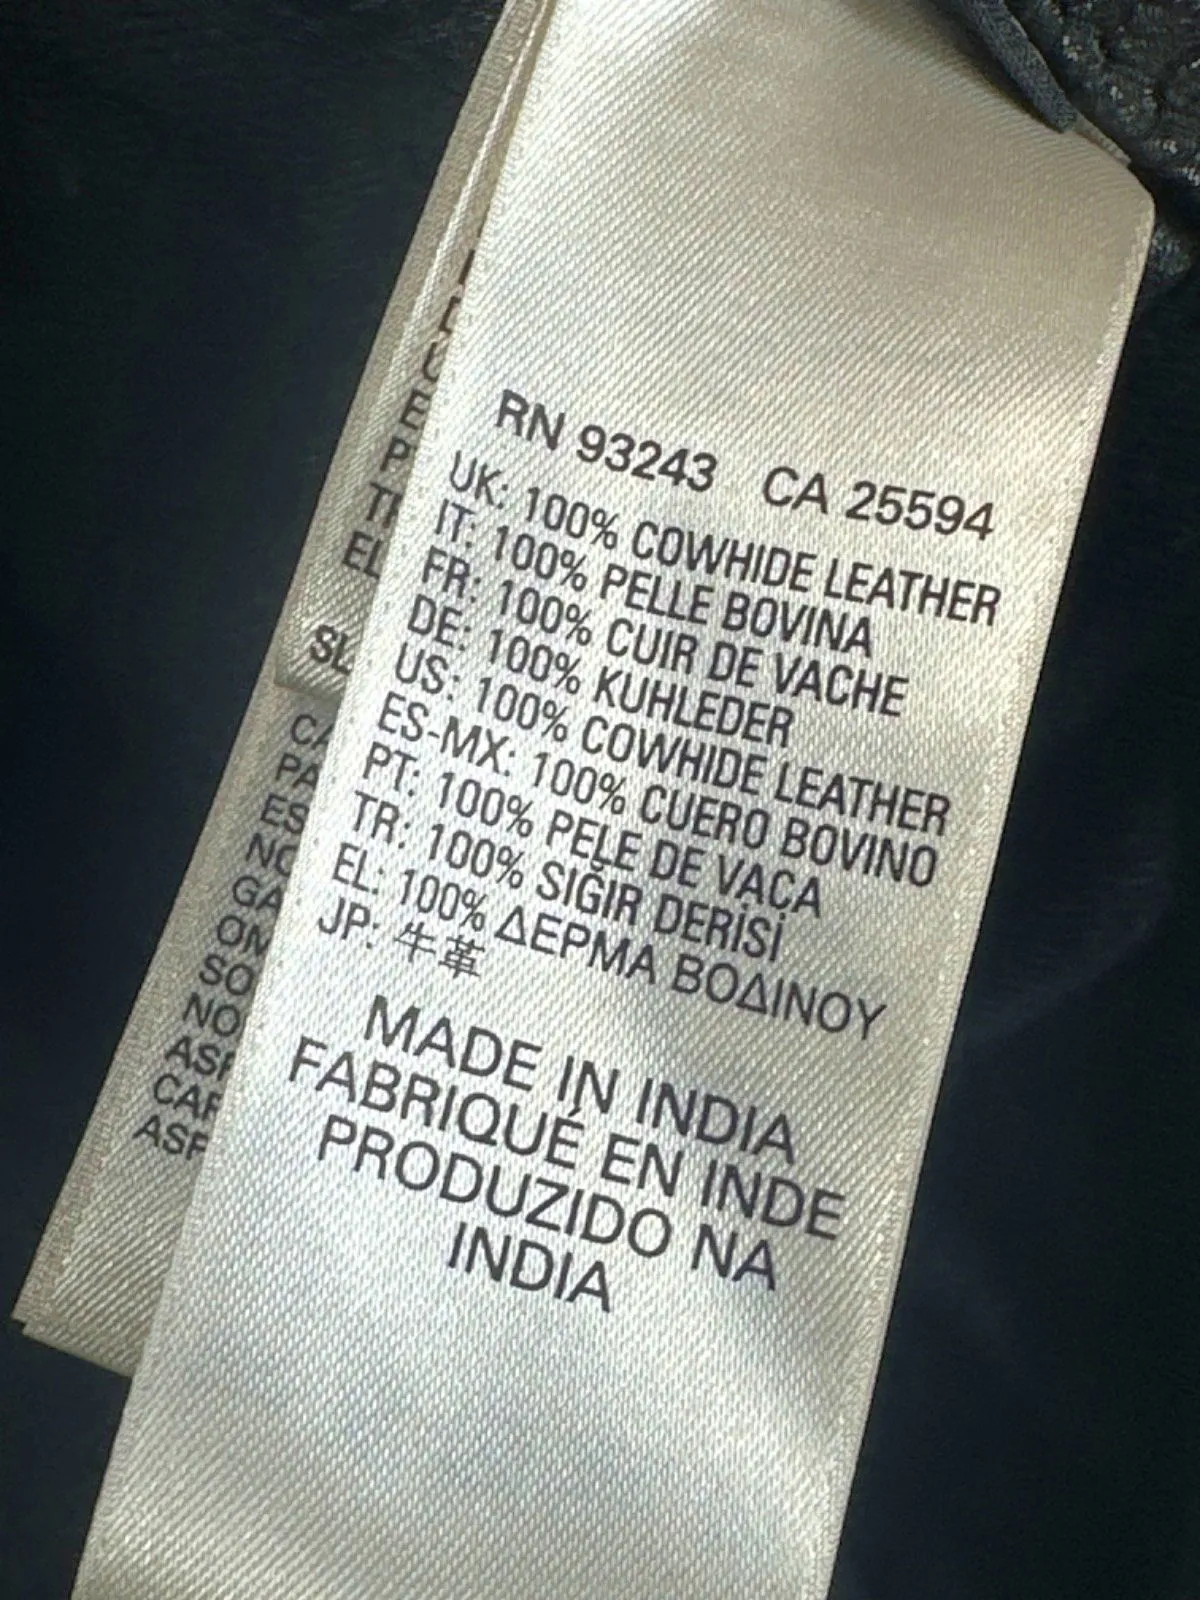 RN 93243 CA 25594
UK: 100% COWHIDE LEATHER
IT: 100% PELLE BOVINA
FR: 100% CUIR DE VACHE
DE: 100% KUHLEDER
US: 100% COWHIDE LEATHER
ES-MX: 100% CUERO BOVINO
PT: 100% PELE DE VACA
TR: 100% SIĞIR DERİSİ
EL: 100% ΔΕΡΜΑ ΒΟΔΙΝΟΥ
JP: 牛革
MADE IN INDIA
FABRIQUÉ EN INDE
PRODUZIDO NA
INDIA